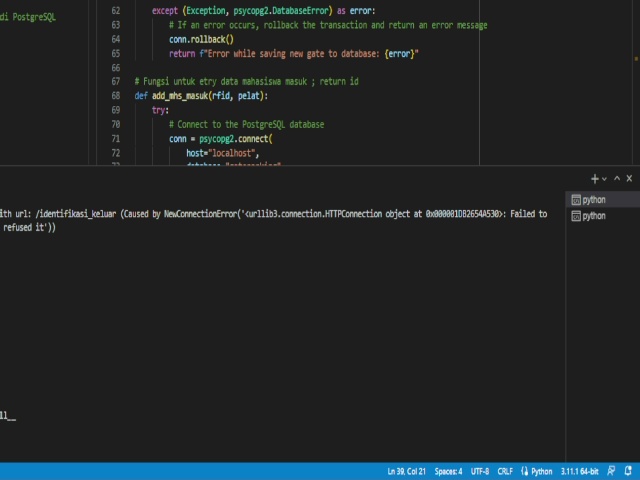 di PostgreSQL
62 except (Exception, psycopg2.DatabaseError) as error:
63 # If an error occurs, rollback the transaction and return an error message
64 conn.rollback()
65 return f"Error while saving new gate to database: {error}"
66
67 # Fungsi untuk etry data mahasiswa masuk ; return id
68 def add_mhs_masuk(rfid, pelat):
69 try:
70 # Connect to the PostgreSQL database
71 conn = psycopg2.connect(
72 host="localhost",
python
python
ith url: /identifikasi_keluar (Caused by NewConnectionError('<urllib3.connection.HTTPConnection object at 0x000001DB2654A530>: Failed to
refused it'))
ll__
Ln 39, Col 21 Spaces: 4 UTF-8 CRLF Python 3.11.1 64-bit